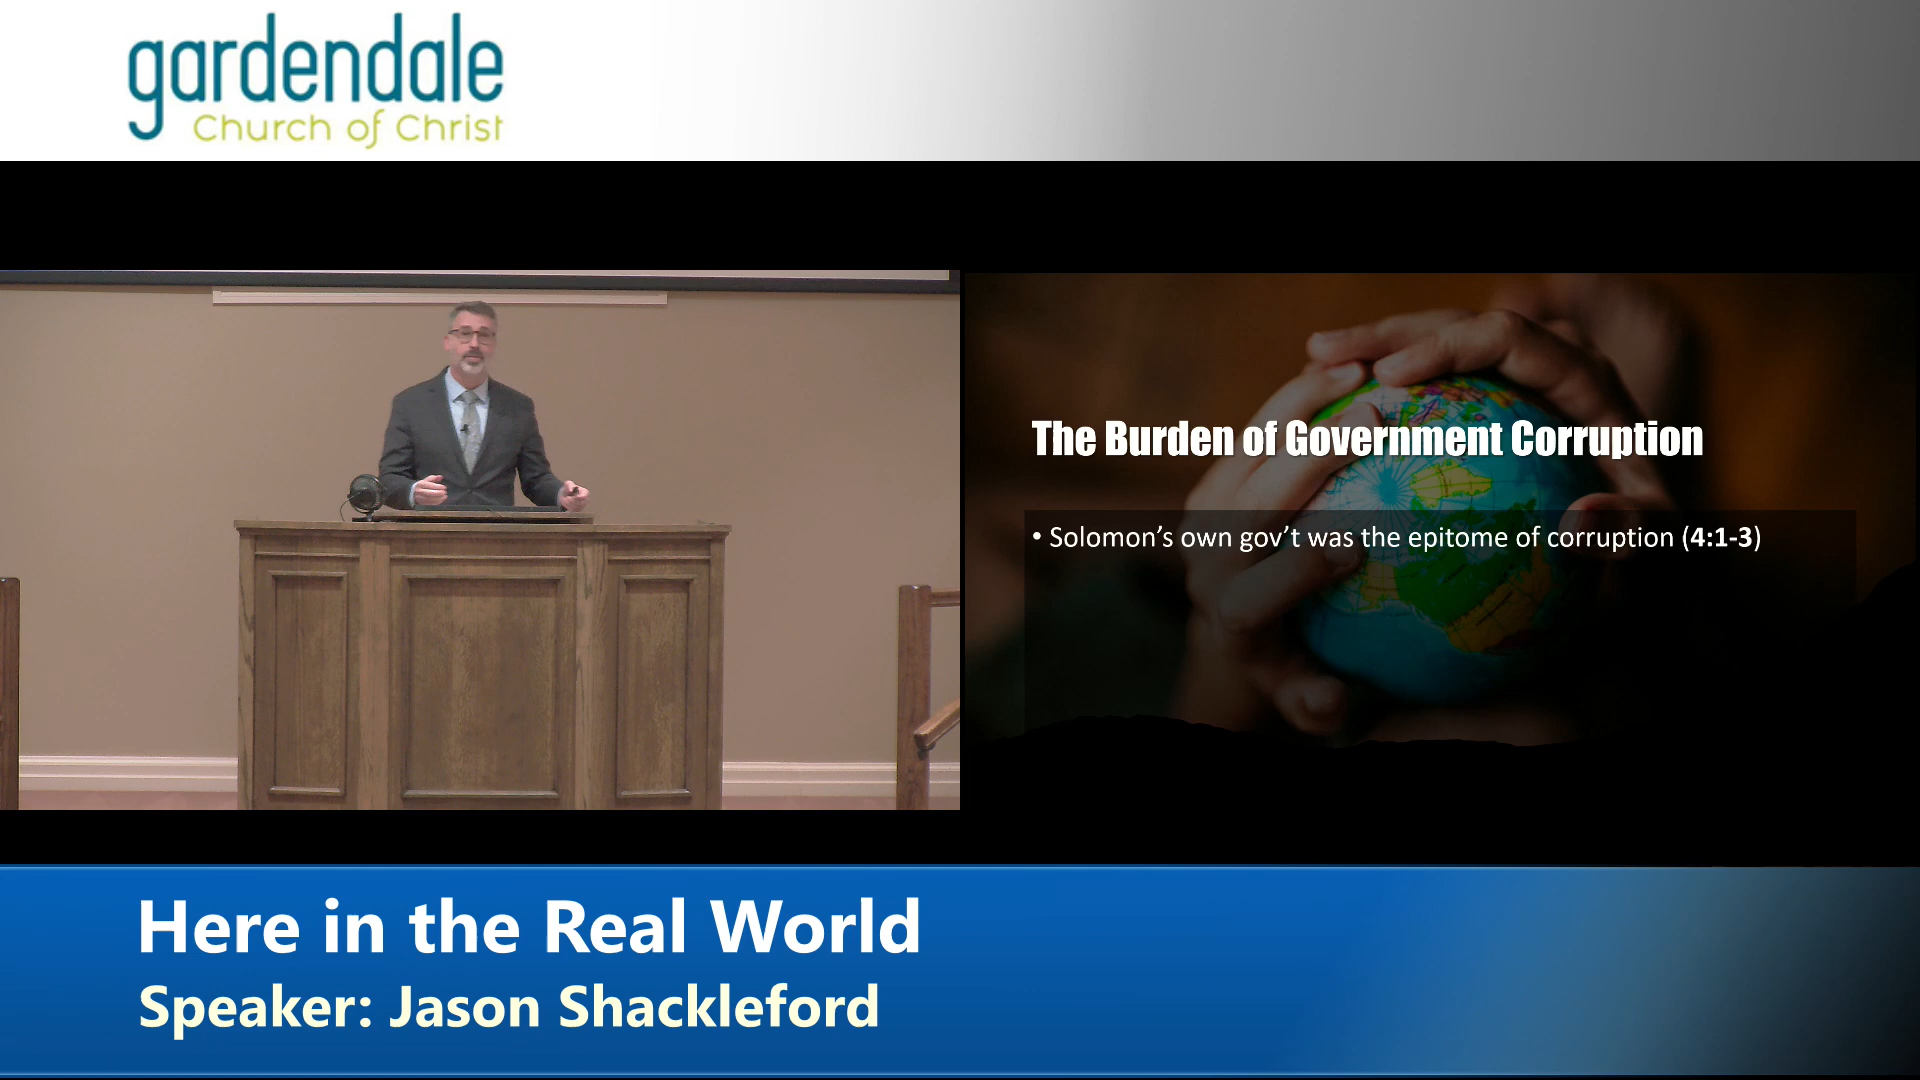 gardendale
Church of Christ
The Burden of Government Corruption
• Solomon’s own gov’t was the epitome of corruption (4:1-3)
Here in the Real World
Speaker: Jason Shackleford